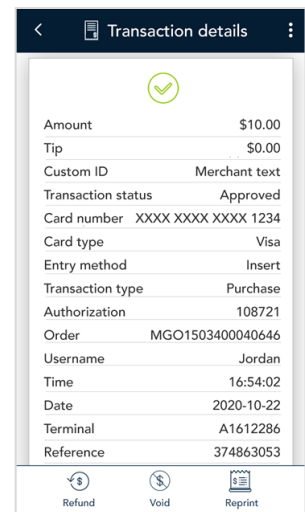 Transaction details
Amount $10.00
Tip $0.00
Custom ID Merchant text
Transaction status Approved
Card number XXXX XXXX XXXX 1234
Card type Visa
Entry method Insert
Transaction type Purchase
Authorization 108721
Order MGO1503400040646
Username Jordan
Time 16:54:02
Date 2020-10-22
Terminal A1612286
Reference 374863053
Refund Void Reprint